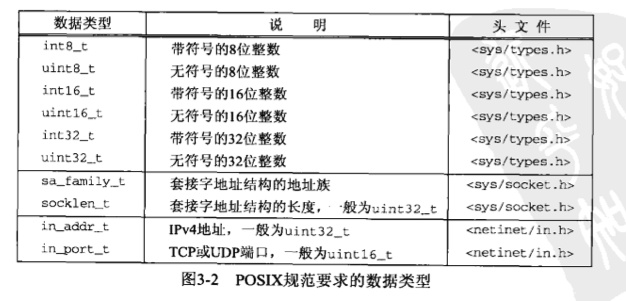 数据类型 说 明 头 文 件
int8_t 带符号的8位整数 <sys/types.h>
uint8_t 无符号的8位整数 <sys/types.h>
int16_t 带符号的16位整数 <sys/types.h>
uint16_t 无符号的16位整数 <sys/types.h>
int32_t 带符号的32位整数 <sys/types.h>
uint32_t 无符号的32位整数 <sys/types.h>
sa_family_t 套接字地址结构的地址族 <sys/socket.h>
socklen_t 套接字地址结构的长度，一般为uint32_t <sys/socket.h>
in_addr_t IPv4地址，一般为uint32_t <netinet/in.h>
in_port_t TCP或UDP端口，一般为uint16_t <netinet/in.h>
图3-2 POSIX规范要求的数据类型